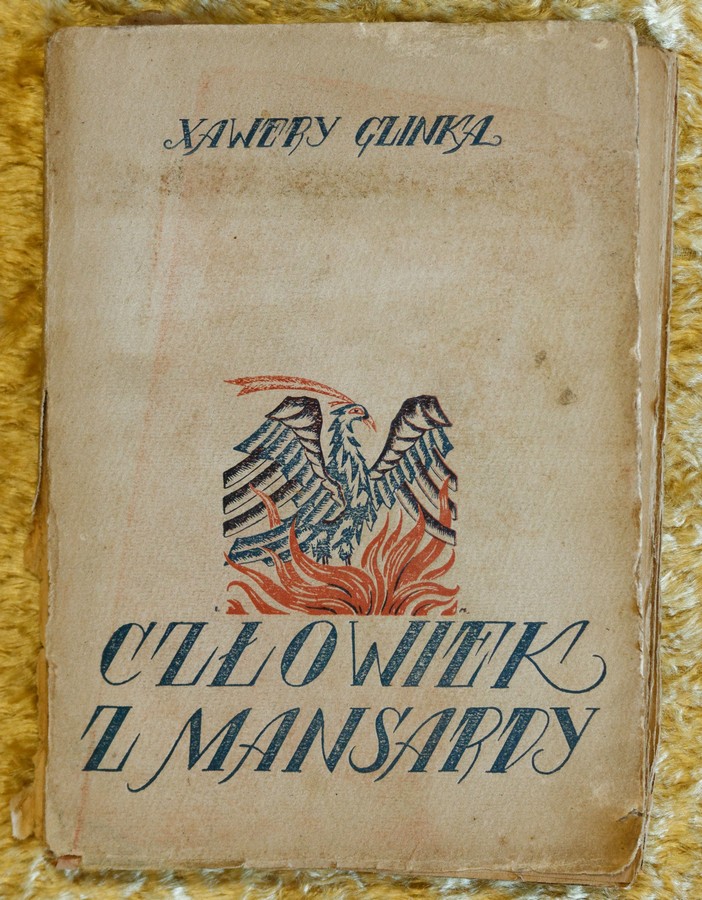 XAWERY GLINKA
E. M.
CZŁOWIEK
Z MANSARDY